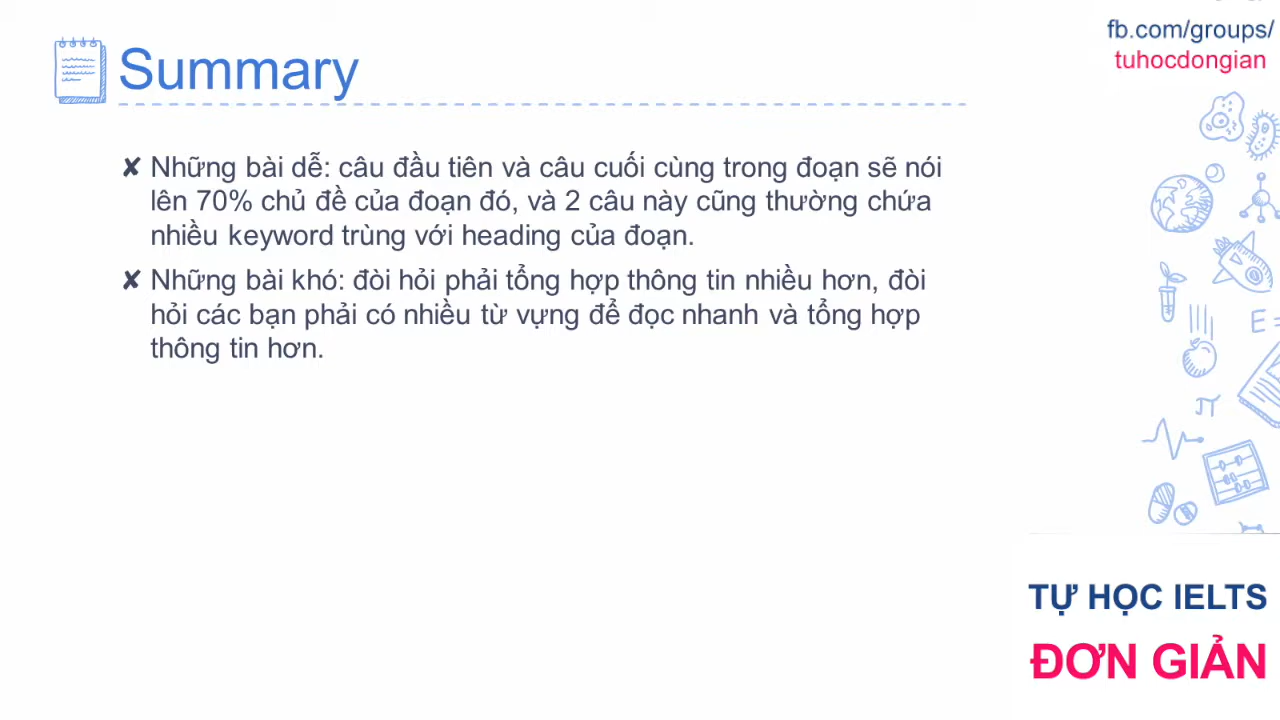 Summary
fb.com/groups/
tuhocdongian
✘ Những bài dễ: câu đầu tiên và câu cuối cùng trong đoạn sẽ nói
lên 70% chủ đề của đoạn đó, và 2 câu này cũng thường chứa
nhiều keyword trùng với heading của đoạn.
✘ Những bài khó: đòi hỏi phải tổng hợp thông tin nhiều hơn, đòi
hỏi các bạn phải có nhiều từ vựng để đọc nhanh và tổng hợp
thông tin hơn.
E =
π
TỰ HỌC IELTS
ĐƠN GIẢN